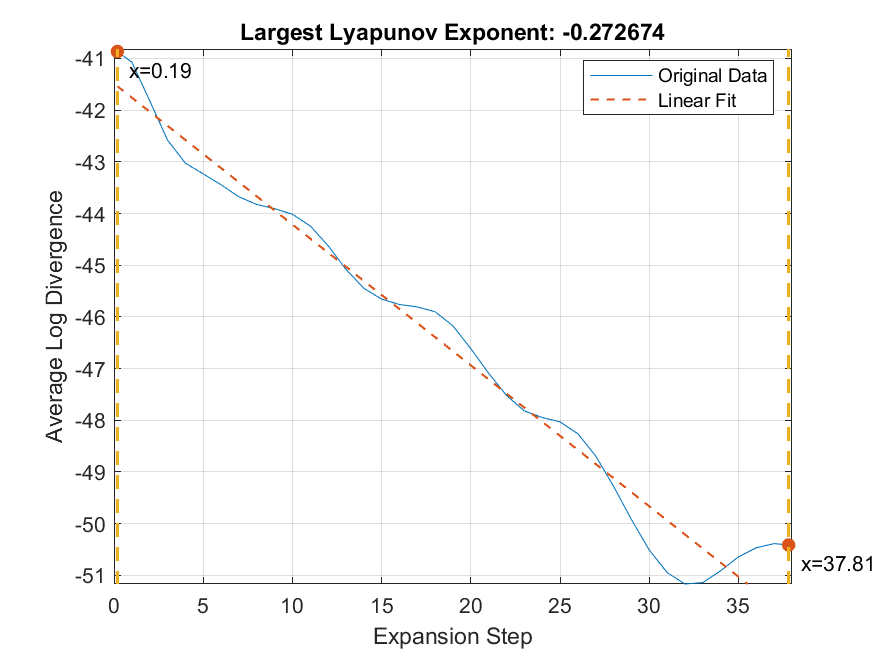 Largest Lyapunov Exponent: -0.272674
-41
x=0.19
Original Data
Linear Fit
-42
-43
-44
-45
-46
-47
-48
-49
-50
-51
x=37.81
Average Log Divergence
0 5 10 15 20 25 30 35
Expansion Step